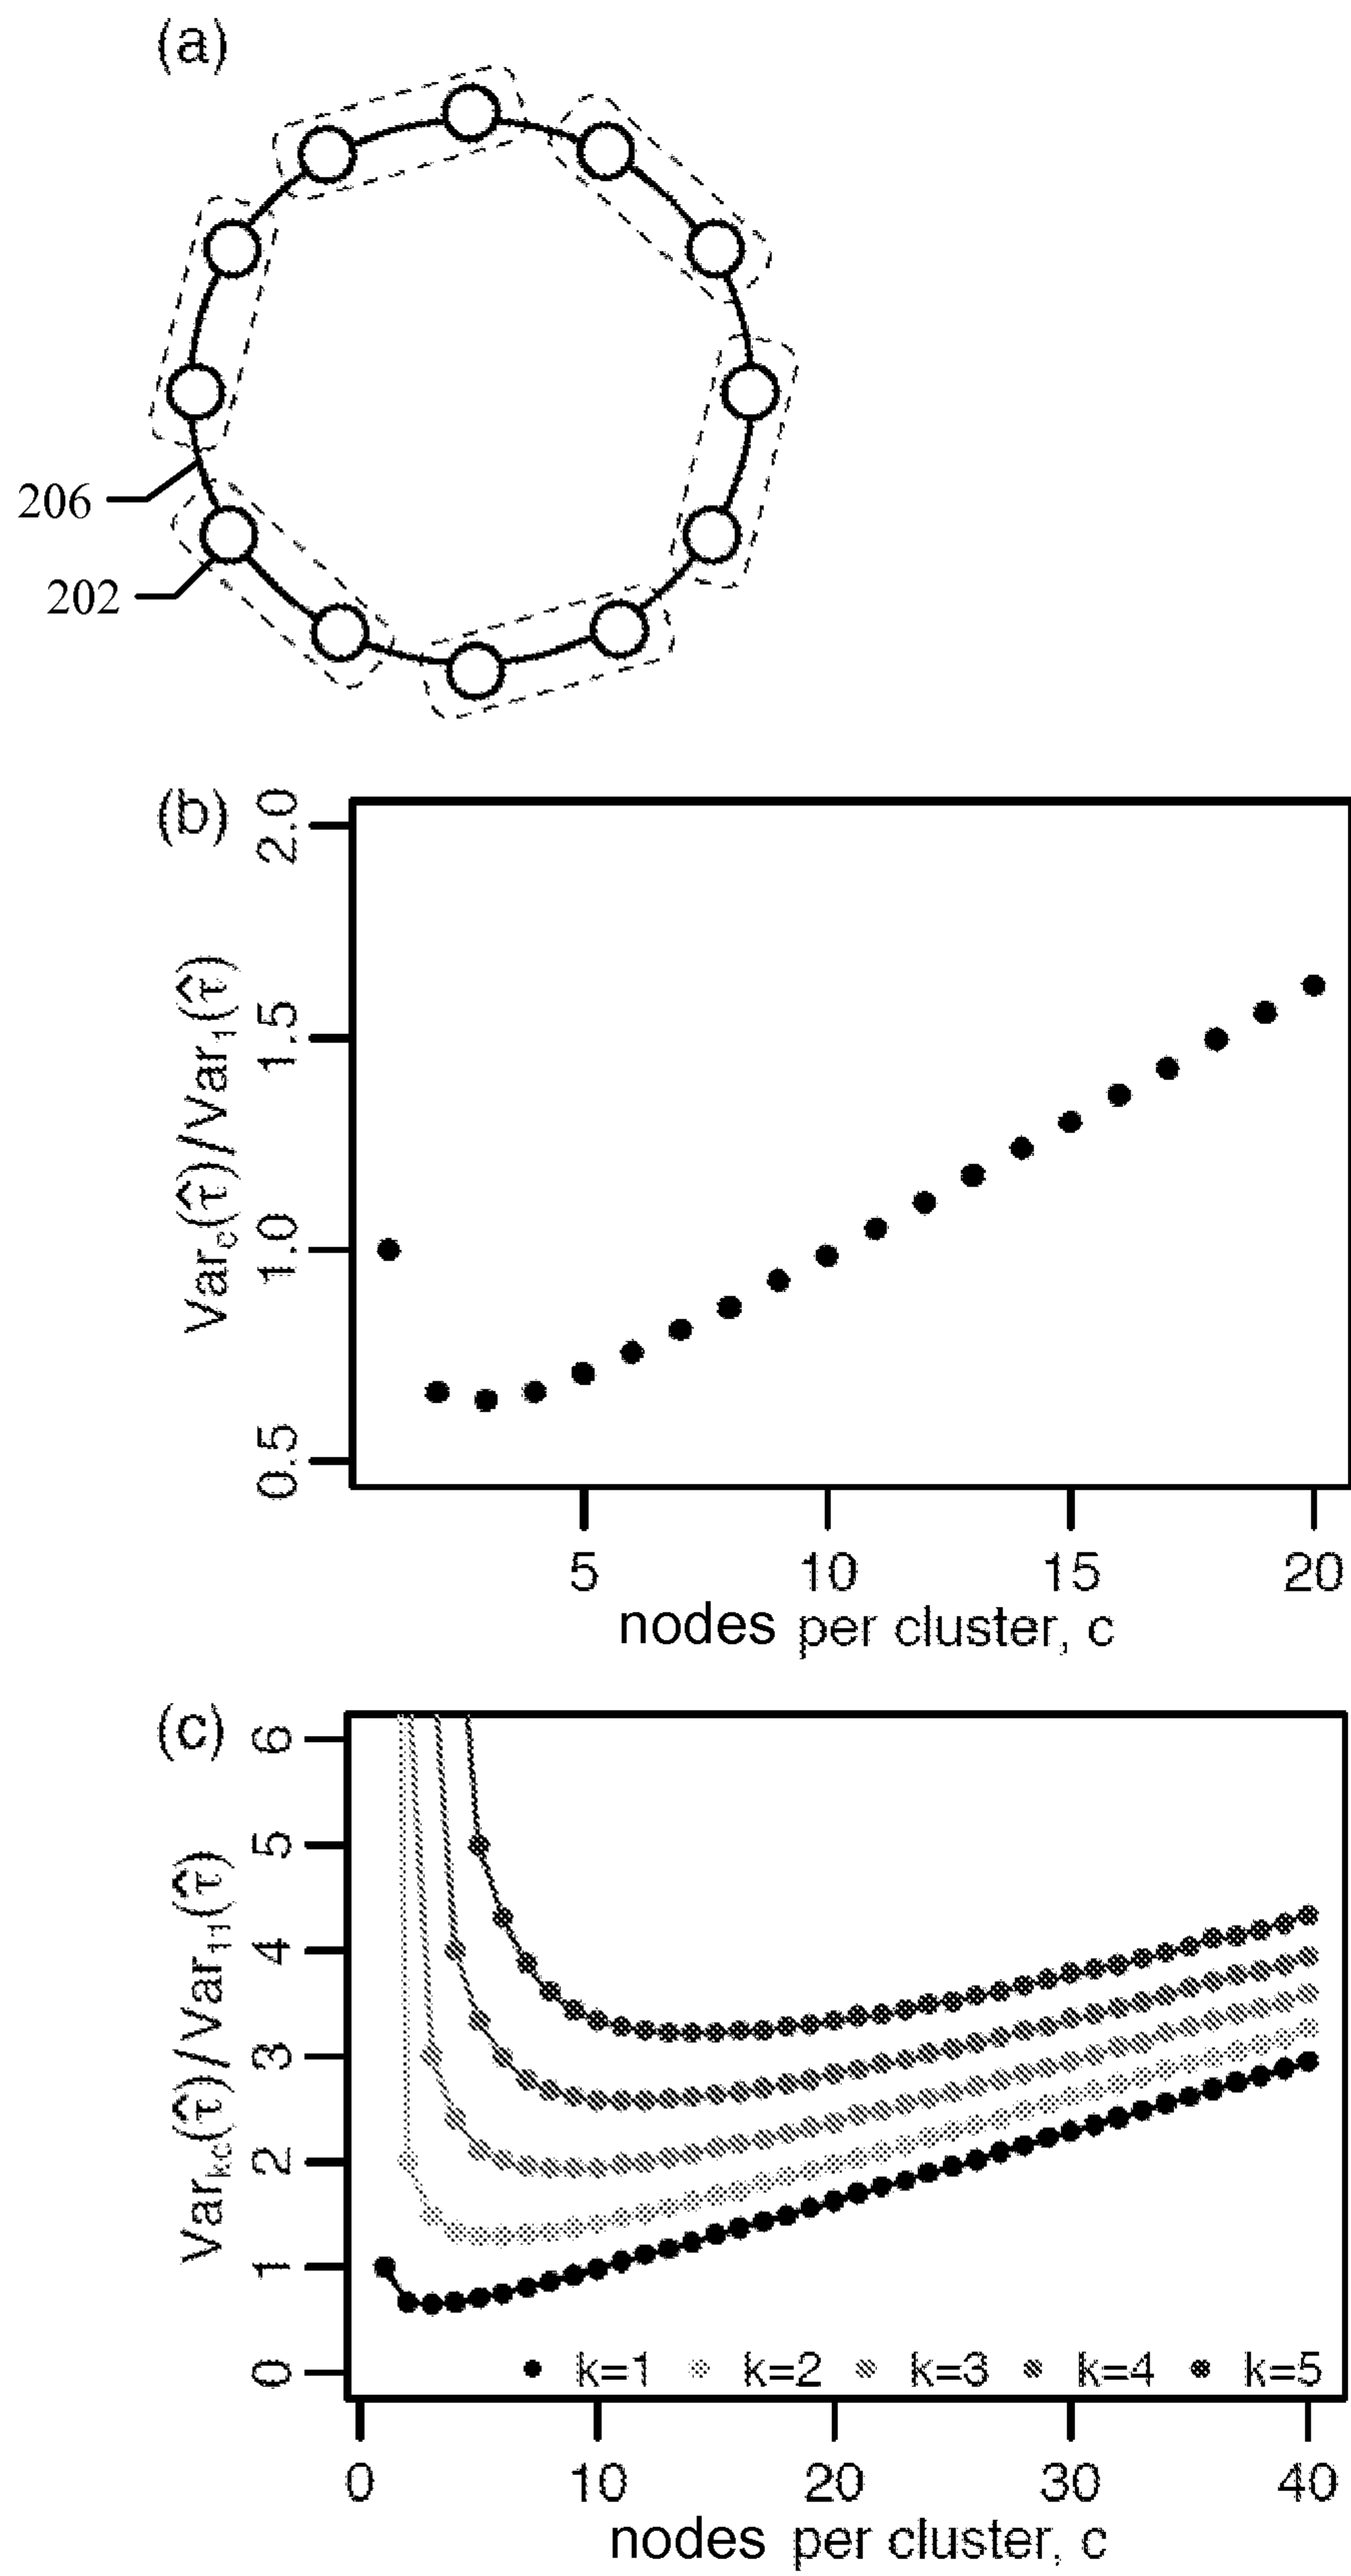 (a)
206
202
(b)
2.0
1.5
1.0
0.5
Var_c(τ̂)/Var_1(τ̂)
5 10 15 20
nodes per cluster, c
(c)
6
5
4
3
2
1
0
Var_kc(τ̂)/Var_11(τ̂)
k=1 k=2 k=3 k=4 k=5
0 10 20 30 40
nodes per cluster, c